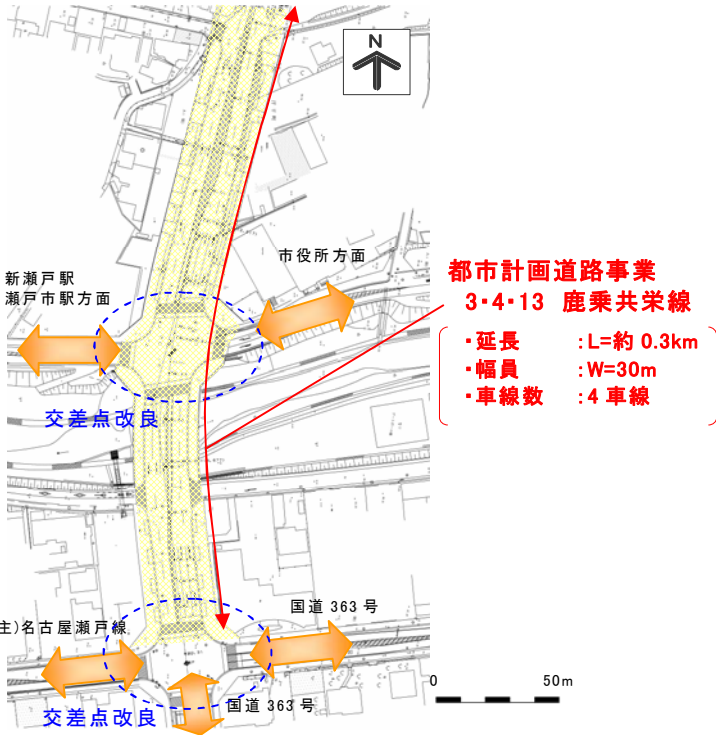 N
市役所方面
新瀬戸駅
瀬戸市駅方面
都市計画道路事業
3・4・13 鹿乗共栄線
・延長 :L=約 0.3km
・幅員 :W=30m
・車線数 :4 車線
交差点改良
国道 363 号
主)名古屋瀬戸線
0 50m
国道 363 号
交差点改良